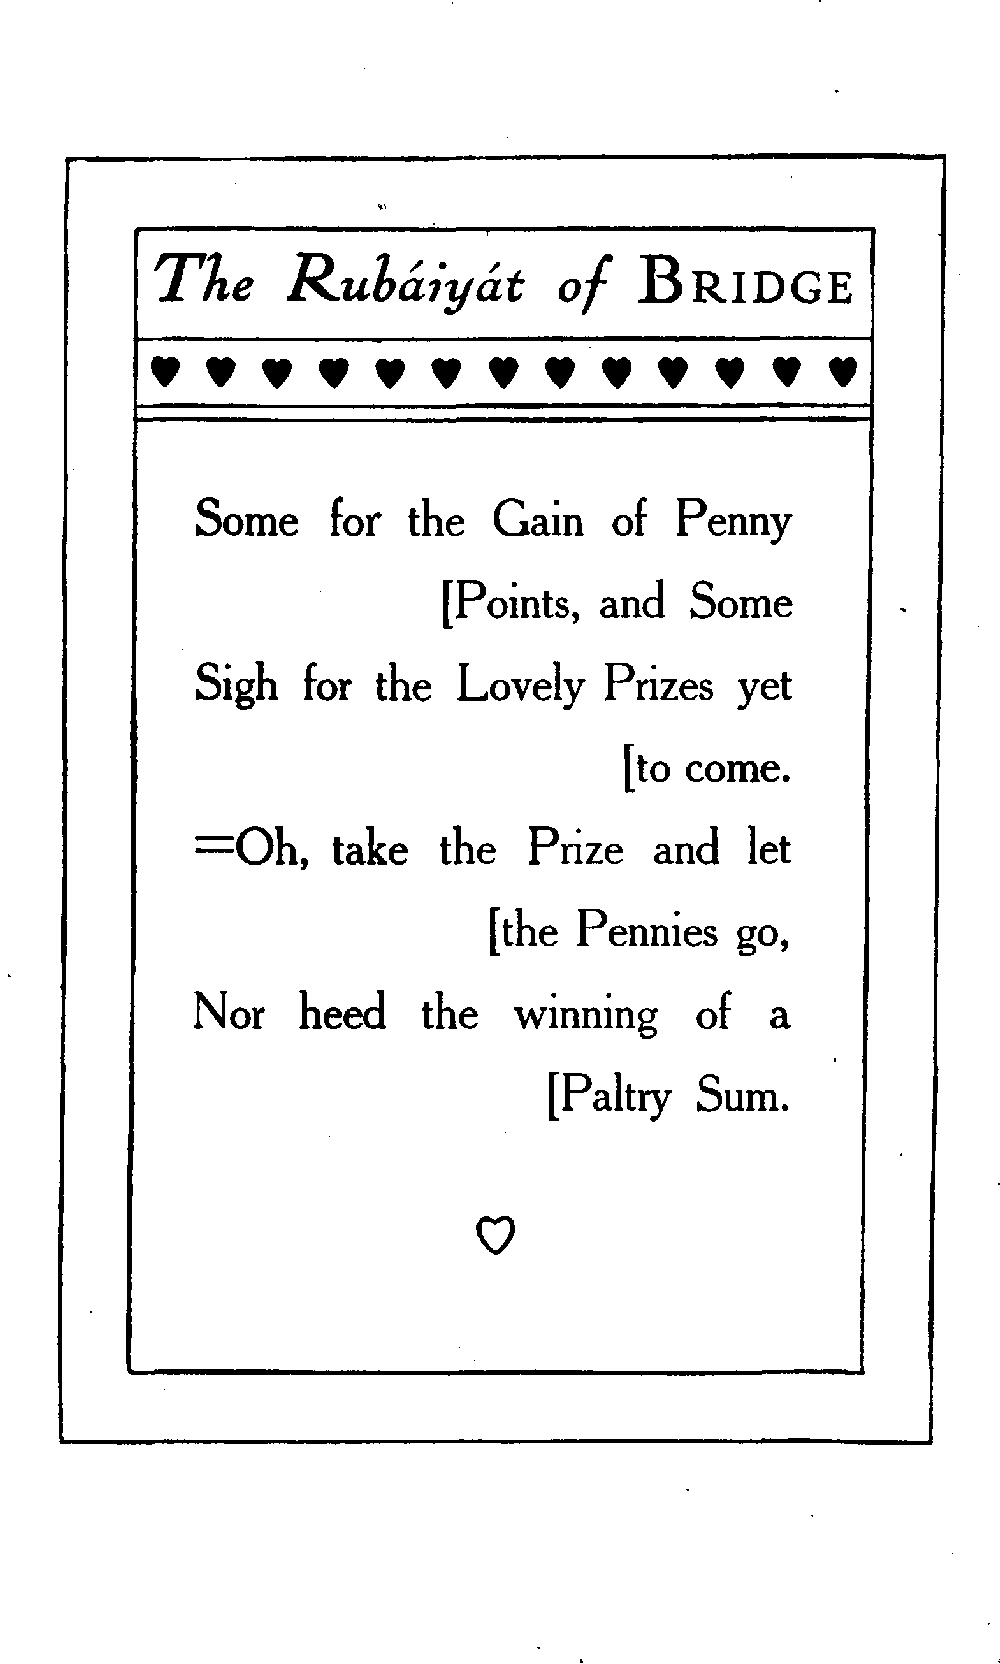 The Rubáiyát of BRIDGE
♥ ♥ ♥ ♥ ♥ ♥ ♥ ♥ ♥ ♥ ♥ ♥ ♥
Some for the Gain of Penny
[Points, and Some
Sigh for the Lovely Prizes yet
[to come.
=Oh, take the Prize and let
[the Pennies go,
Nor heed the winning of a
[Paltry Sum.
♡